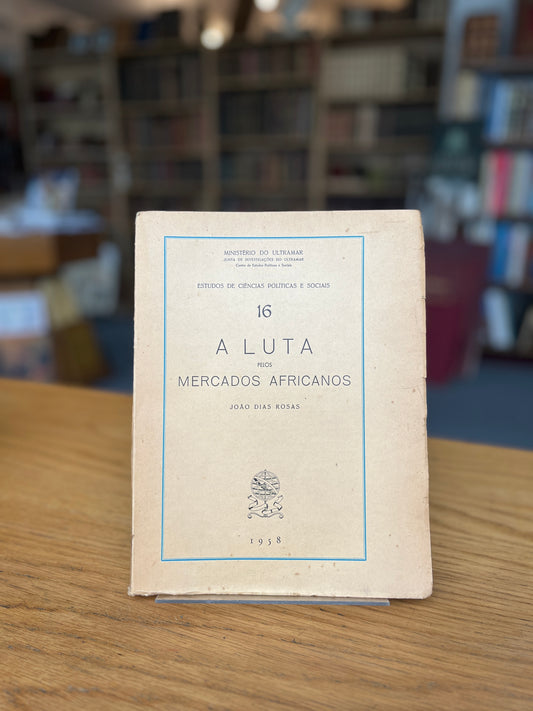 MINISTÉRIO DO ULTRAMAR
JUNTA DE INVESTIGAÇÕES DO ULTRAMAR
Centro de Estudos Políticos e Sociais
ESTUDOS DE CIÊNCIAS POLÍTICAS E SOCIAIS
16
A LUTA
PELOS
MERCADOS AFRICANOS
JOÃO DIAS ROSAS
1958